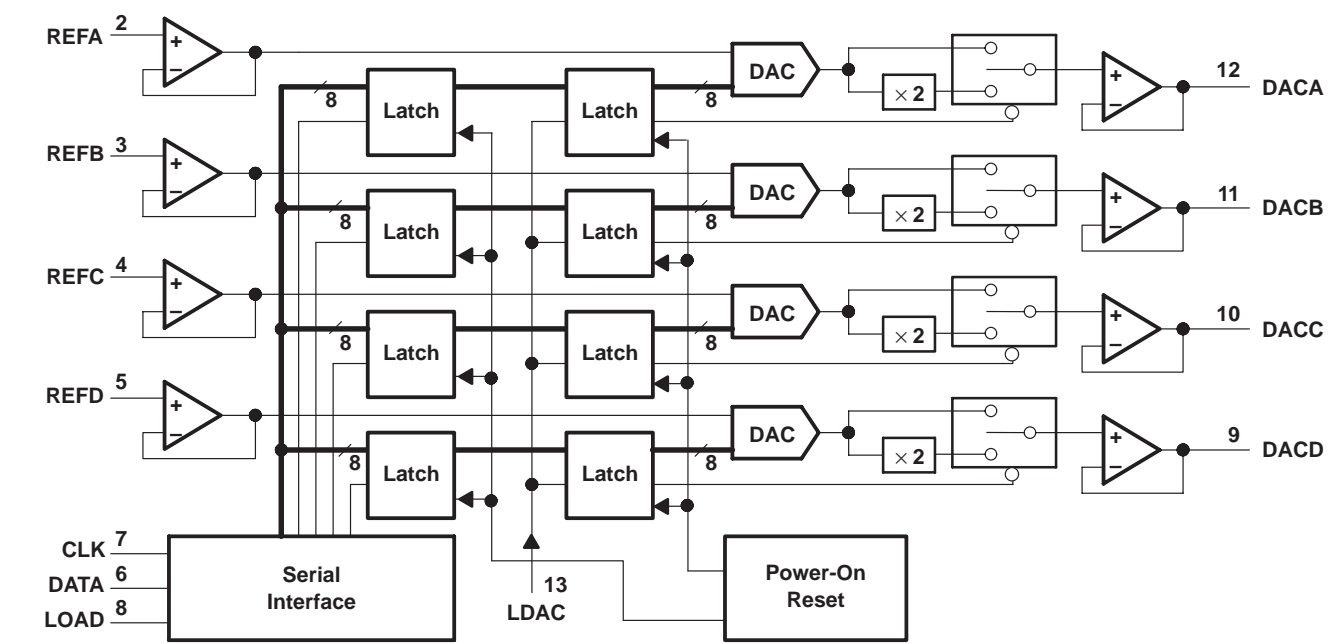 REFA 2 + − DAC × 2 + − 12 DACA
8 Latch Latch 8
REFB 3 + − DAC × 2 + − 11 DACB
8 Latch Latch 8
REFC 4 + − DAC × 2 + − 10 DACC
8 Latch Latch 8
REFD 5 + − DAC × 2 + − 9 DACD
8 Latch Latch 8
CLK 7
DATA 6
LOAD 8
Serial
Interface
13
LDAC
Power-On
Reset